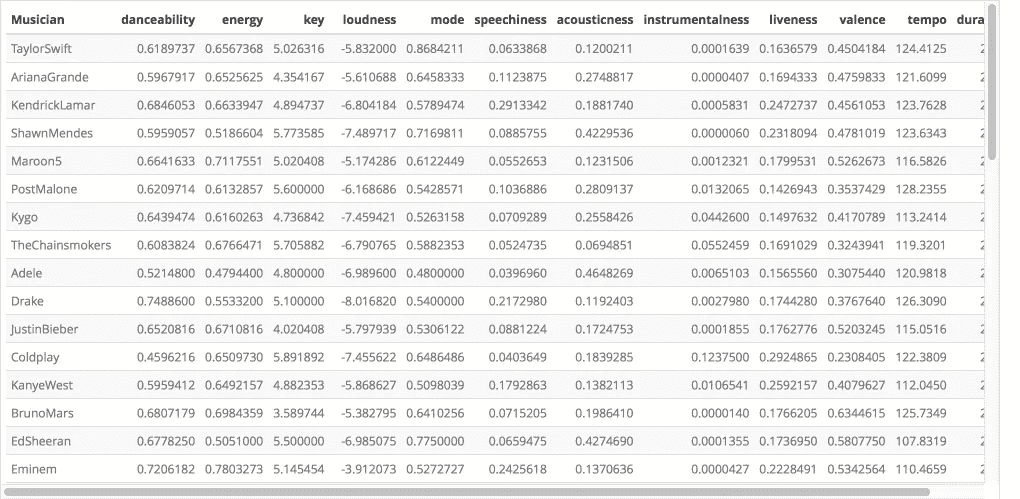 Musician danceability energy key loudness mode speechiness acousticness instrumentalness liveness valence tempo dura
TaylorSwift 0.6189737 0.6567368 5.026316 -5.832000 0.8684211 0.0633868 0.1200211 0.0001639 0.1636579 0.4504184 124.4125
ArianaGrande 0.5967917 0.6525625 4.354167 -5.610688 0.6458333 0.1123875 0.2748817 0.0000407 0.1694333 0.4759833 121.6099
KendrickLamar 0.6846053 0.6633947 4.894737 -6.804184 0.5789474 0.2913342 0.1881740 0.0005831 0.2472737 0.4561053 123.7628
ShawnMendes 0.5959057 0.5186604 5.773585 -7.489717 0.7169811 0.0885755 0.4229536 0.0000060 0.2318094 0.4781019 123.6343
Maroon5 0.6641633 0.7117551 5.020408 -5.174286 0.6122449 0.0552653 0.1231506 0.0012321 0.1799531 0.5262673 116.5826
PostMalone 0.6209714 0.6132857 5.600000 -6.168686 0.5428571 0.1036886 0.2809137 0.0132065 0.1426943 0.3537429 128.2355
Kygo 0.6439474 0.6160263 4.736842 -7.459421 0.5263158 0.0709289 0.2558426 0.0442600 0.1497632 0.4170789 113.2414
TheChainsmokers 0.6083824 0.6766471 5.705882 -6.790765 0.5882353 0.0524735 0.0694851 0.0552459 0.1691029 0.3243941 119.3201
Adele 0.5214800 0.4794400 4.800000 -6.989600 0.4800000 0.0396960 0.4648269 0.0065103 0.1565560 0.3075440 120.9818
Drake 0.7488600 0.5533200 5.100000 -8.016820 0.5400000 0.2172980 0.1192403 0.0027980 0.1744280 0.3767640 126.3090
JustinBieber 0.6520816 0.6710816 4.020408 -5.797939 0.5306122 0.0881224 0.1724753 0.0001855 0.1762776 0.5203245 115.0516
Coldplay 0.4596216 0.6509730 5.891892 -7.455622 0.6486486 0.0403649 0.1839285 0.1237500 0.2924865 0.2308405 122.3809
KanyeWest 0.5959412 0.6492157 4.882353 -5.868627 0.5098039 0.1792863 0.1382113 0.0106541 0.2592157 0.4079627 112.0450
BrunoMars 0.6807179 0.6984359 3.589744 -5.382795 0.6410256 0.0715205 0.1986410 0.0000140 0.1766205 0.6344615 125.7349
EdSheeran 0.6778250 0.5051000 5.500000 -6.985075 0.7750000 0.0659475 0.4274690 0.0001355 0.1736950 0.5807750 107.8319
Eminem 0.7206182 0.7803273 5.145454 -3.912073 0.5272727 0.2425618 0.1370636 0.0000427 0.2228491 0.5342564 110.4659